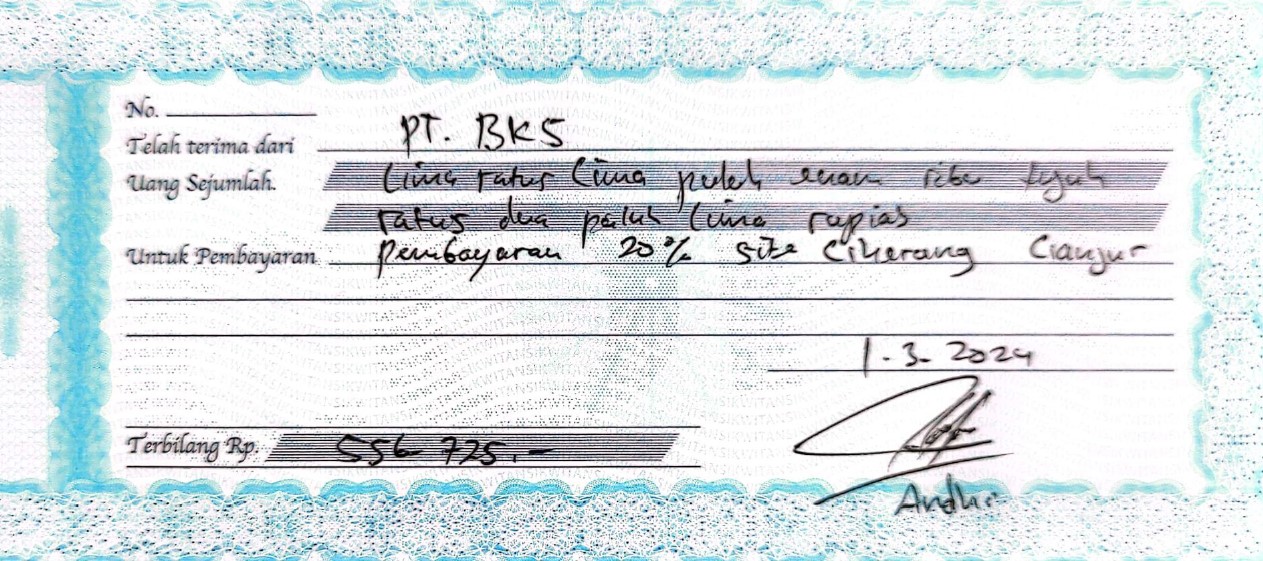 No.
Telah terima dari PT. BKS
Uang Sejumlah. Lima ratus Lima puluh enam ribu tujuh
ratus dua puluh Lima rupiah
Untuk Pembayaran Pembayaran 20% site Ciherang Cianjur
1-3-2024
Terbilang Rp. 556 725.-
Andhi